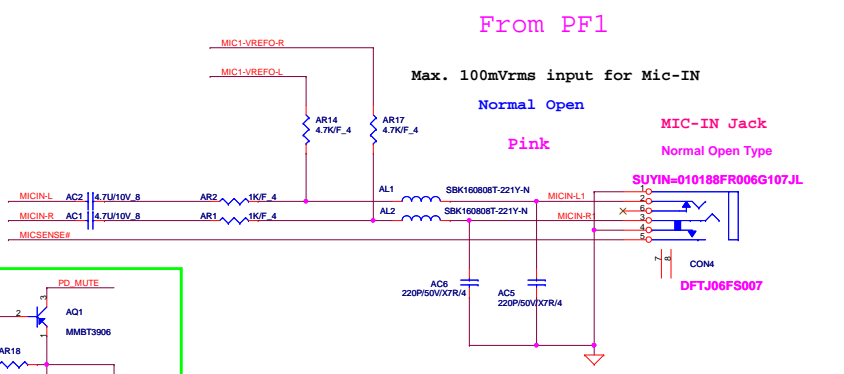 From PF1
MIC1-VREFO-R
MIC1-VREFO-L
Max. 100mVrms input for Mic-IN
Normal Open
AR14
4.7K/F_4
AR17
4.7K/F_4
MIC-IN Jack
Pink
Normal Open Type
SUYIN=010188FR006G107JL
MICIN-L
AC2
4.7U/10V_8
AR2
1K/F_4
AL1
SBK160808T-221Y-N
MICIN-L1
MICIN-R
AC1
4.7U/10V_8
AR1
1K/F_4
AL2
SBK160808T-221Y-N
MICIN-R1
MICSENSE#
1
2
6
3
4
5
7
8
CON4
DFTJ06FS007
AC6
220P/50V/X7R/4
AC5
220P/50V/X7R/4
PD_MUTE
3
2
AQ1
1
MMBT3906
AR18